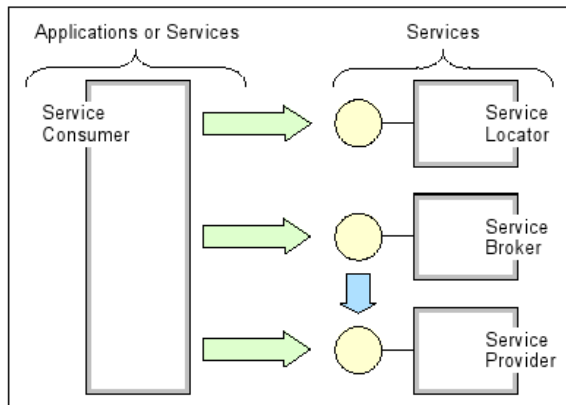 Applications or Services
Services
Service
Consumer
Service
Locator
Service
Broker
Service
Provider